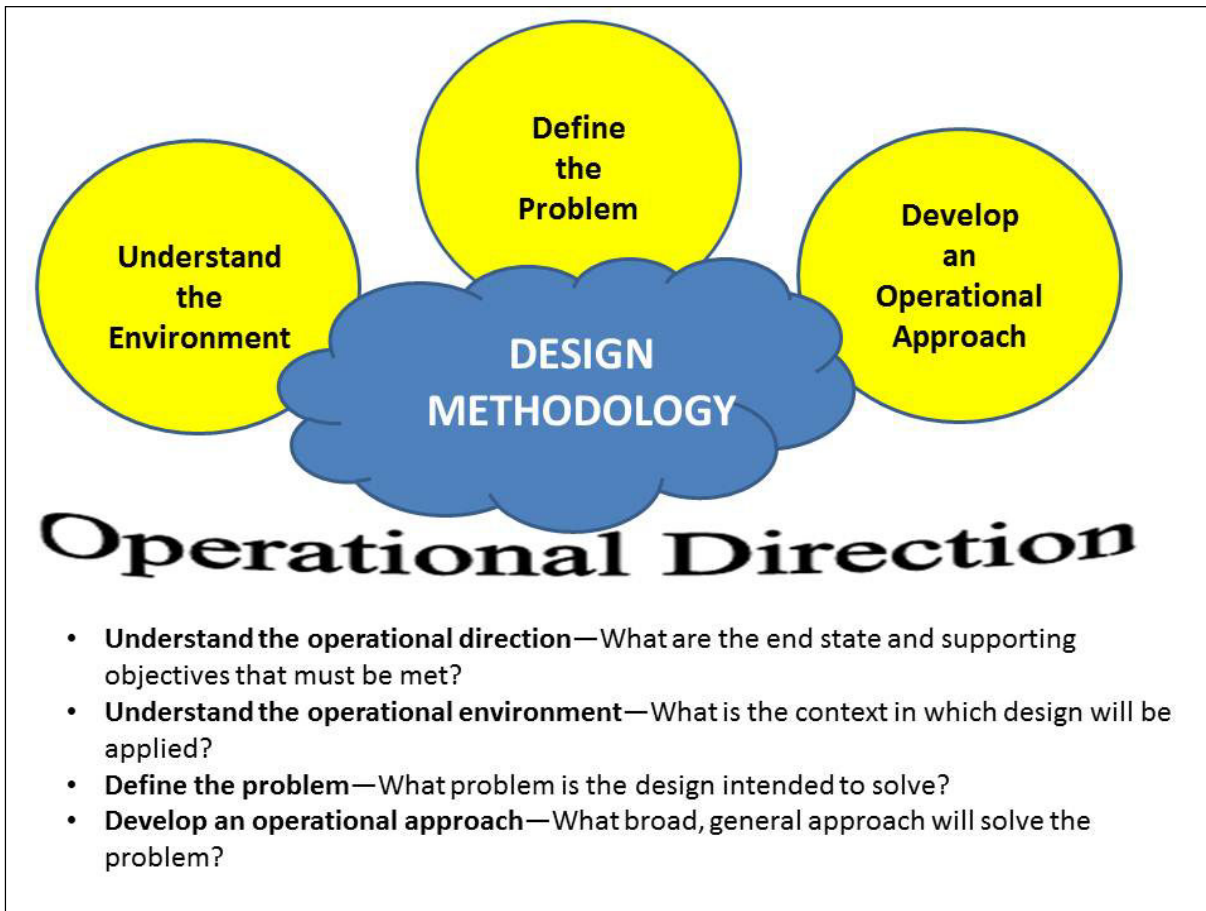 Define
the
Problem
Understand
the
Environment
Develop
an
Operational
Approach
DESIGN
METHODOLOGY
Operational Direction
• Understand the operational direction—What are the end state and supporting
objectives that must be met?
• Understand the operational environment—What is the context in which design will be
applied?
• Define the problem—What problem is the design intended to solve?
• Develop an operational approach—What broad, general approach will solve the
problem?